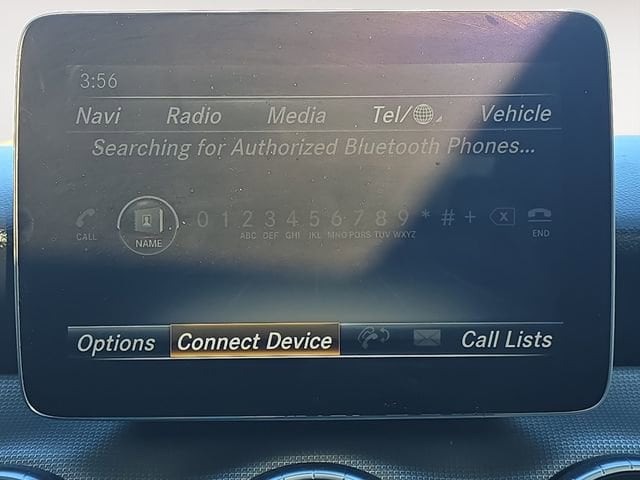 3:56
Navi Radio Media Tel/ Vehicle
Searching for Authorized Bluetooth Phones...
0 1 2 3 4 5 6 7 8 9 * # + X
CALL NAME ABC DEF GHI JKL MNO PQRS TUV WXYZ END
Options Connect Device Call Lists